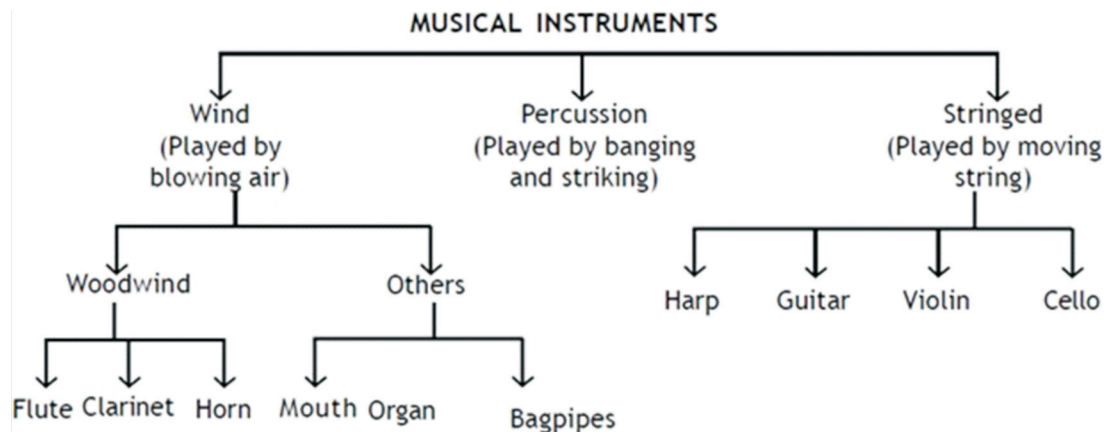 MUSICAL INSTRUMENTS
Wind
(Played by
blowing air)
Percussion
(Played by banging
and striking)
Stringed
(Played by moving
string)
Woodwind
Others
Harp
Guitar
Violin
Cello
Flute
Clarinet
Horn
Mouth Organ
Bagpipes